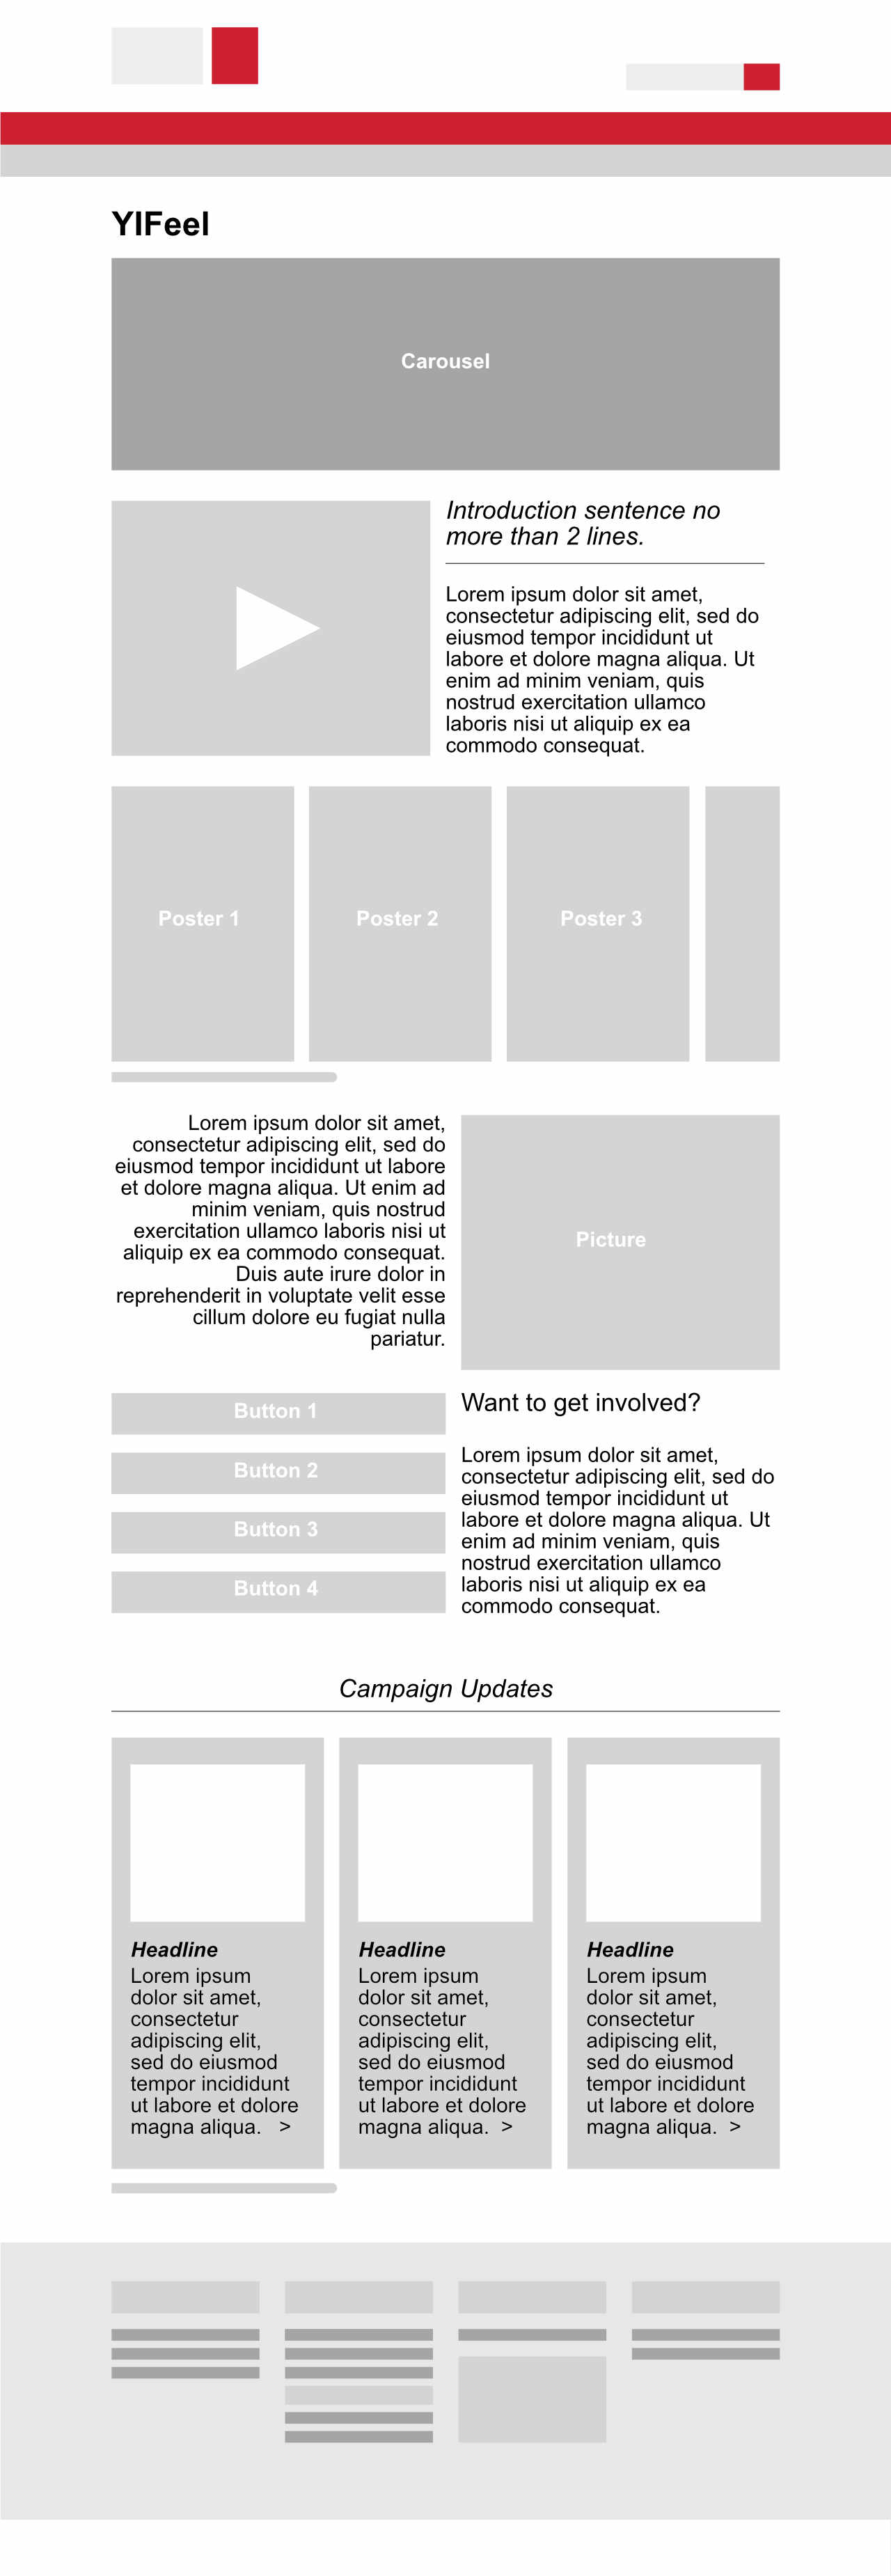 YIFeel
Carousel
Introduction sentence no
more than 2 lines.
Lorem ipsum dolor sit amet,
consectetur adipiscing elit, sed do
eiusmod tempor incididunt ut
labore et dolore magna aliqua. Ut
enim ad minim veniam, quis
nostrud exercitation ullamco
laboris nisi ut aliquip ex ea
commodo consequat.
Poster 1
Poster 2
Poster 3
Lorem ipsum dolor sit amet,
consectetur adipiscing elit, sed do
eiusmod tempor incididunt ut labore
et dolore magna aliqua. Ut enim ad
minim veniam, quis nostrud
exercitation ullamco laboris nisi ut
aliquip ex ea commodo consequat.
Duis aute irure dolor in
reprehenderit in voluptate velit esse
cillum dolore eu fugiat nulla
pariatur.
Picture
Button 1
Button 2
Button 3
Button 4
Want to get involved?
Lorem ipsum dolor sit amet,
consectetur adipiscing elit, sed do
eiusmod tempor incididunt ut
labore et dolore magna aliqua. Ut
enim ad minim veniam, quis
nostrud exercitation ullamco
laboris nisi ut aliquip ex ea
commodo consequat.
Campaign Updates
Headline
Lorem ipsum
dolor sit amet,
consectetur
adipiscing elit,
sed do eiusmod
tempor incididunt
ut labore et dolore
magna aliqua. >
Headline
Lorem ipsum
dolor sit amet,
consectetur
adipiscing elit,
sed do eiusmod
tempor incididunt
ut labore et dolore
magna aliqua. >
Headline
Lorem ipsum
dolor sit amet,
consectetur
adipiscing elit,
sed do eiusmod
tempor incididunt
ut labore et dolore
magna aliqua. >